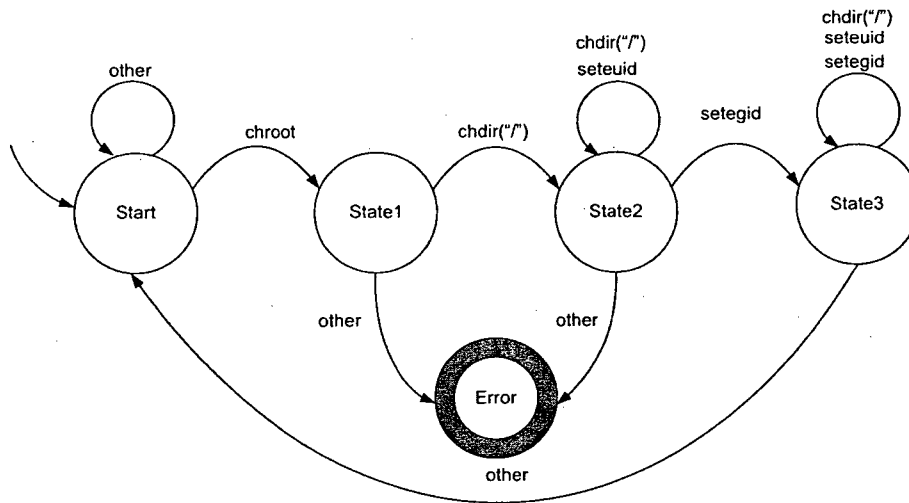 chdir(“/”)
seteuid
setegid
chdir(“/”)
seteuid
other
chroot
chdir(“/”)
setegid
Start
State1
State2
State3
other
other
Error
other